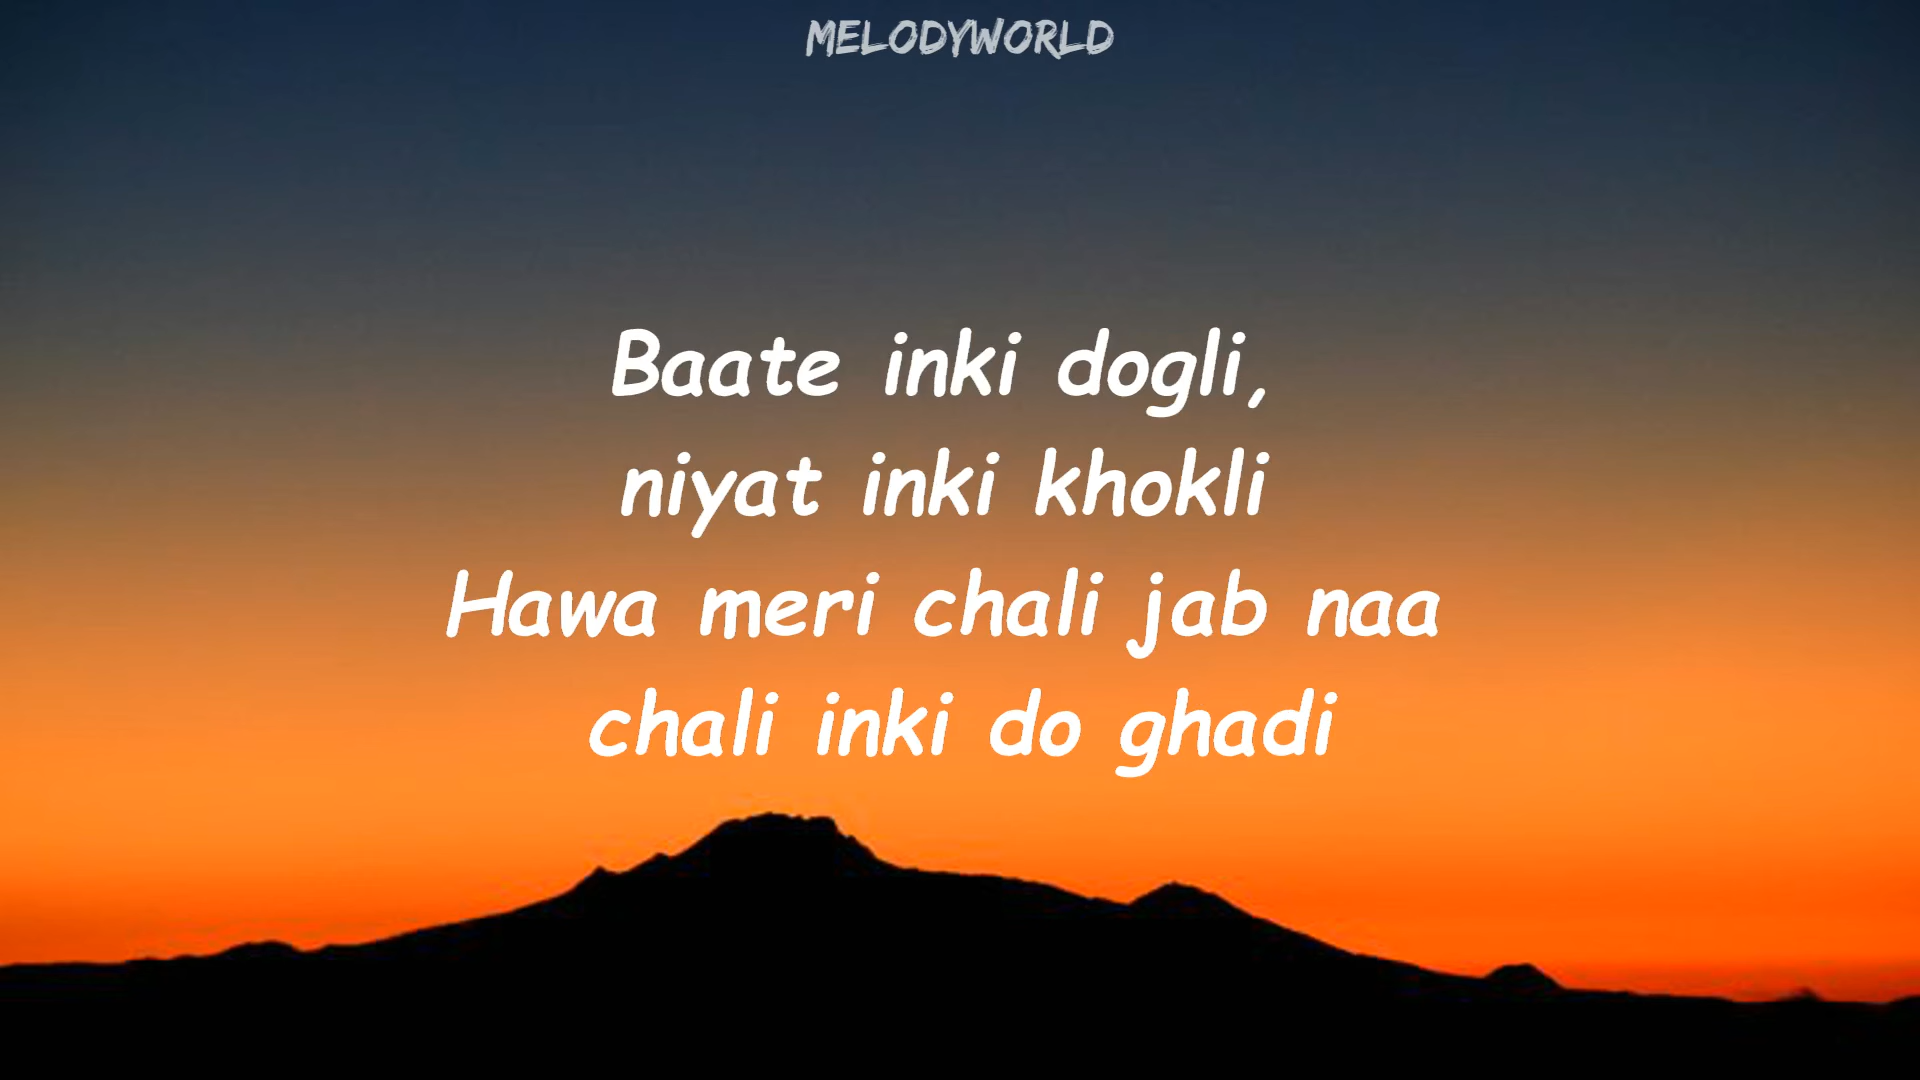 MELODYWORLD
Baate inki dogli,
niyat inki khokli
Hawa meri chali jab naa
chali inki do ghadi